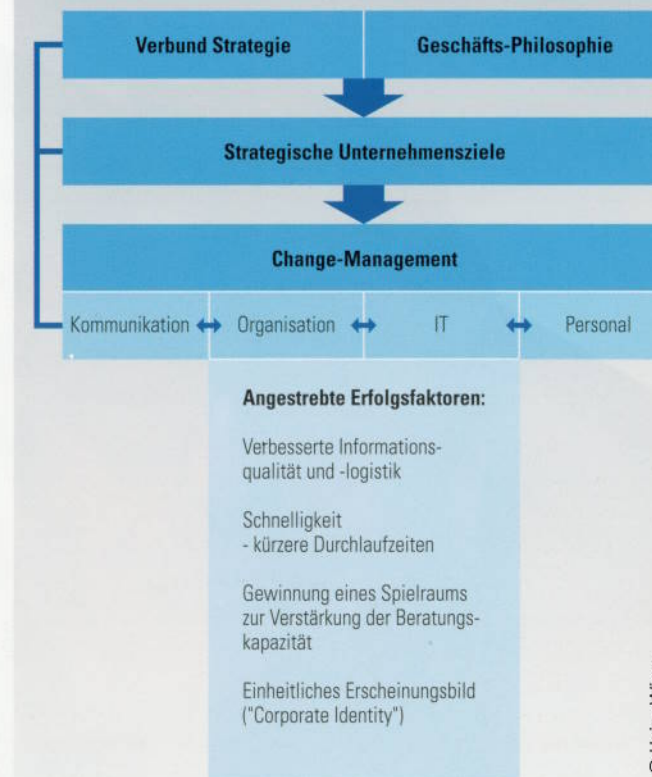 Verbund Strategie
Geschäfts-Philosophie
Strategische Unternehmensziele
Change-Management
Kommunikation
Organisation
IT
Personal
Angestrebte Erfolgsfaktoren:
Verbesserte Informations-
qualität und -logistik
Schnelligkeit
- kürzere Durchlaufzeiten
Gewinnung eines Spielraums
zur Verstärkung der Beratungs-
kapazität
Einheitliches Erscheinungsbild
("Corporate Identity")